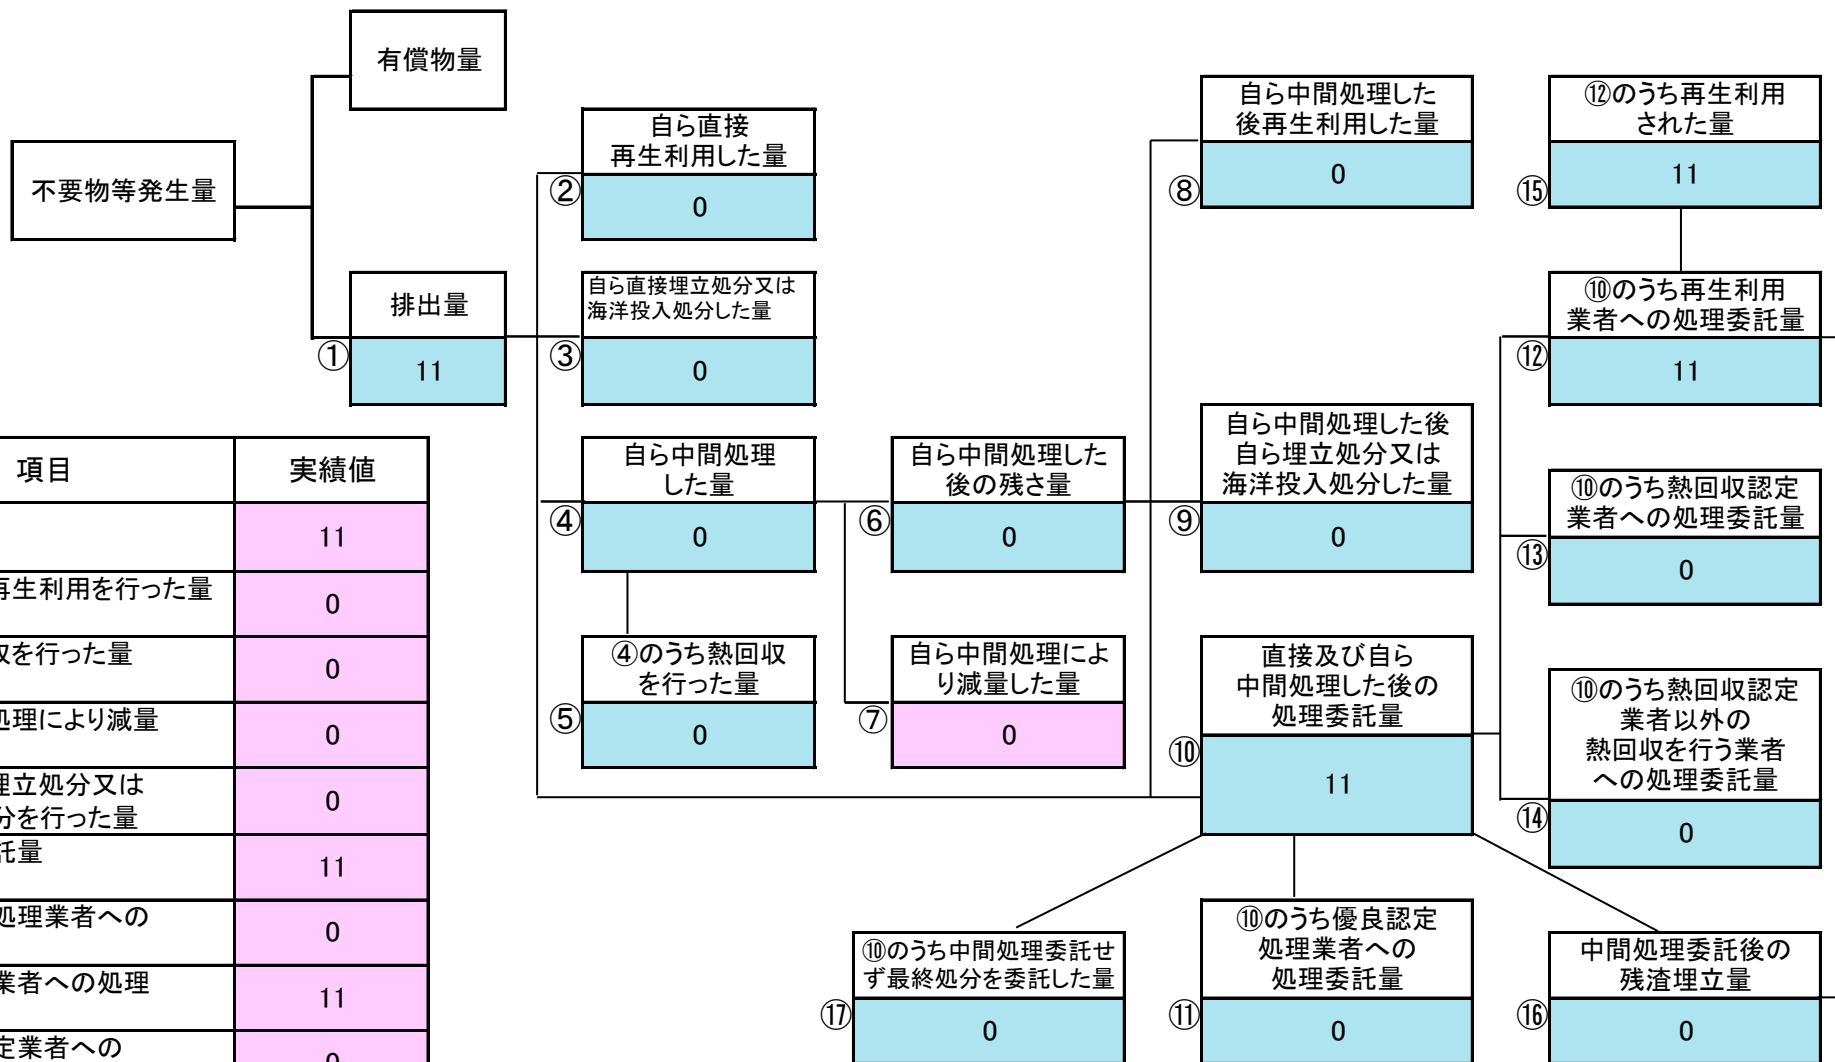 有償物量
不要物等発生量
排出量
①
11
自ら直接
再生利用した量
②
0
自ら直接埋立処分又は
海洋投入処分した量
③
0
自ら中間処理
した量
④
0
④のうち熱回収
を行った量
⑤
0
自ら中間処理した
後の残さ量
⑥
0
自ら中間処理によ
り減量した量
⑦
0
自ら中間処理した
後再生利用した量
⑧
0
自ら中間処理した後
自ら埋立処分又は
海洋投入処分した量
⑨
0
直接及び自ら
中間処理した後の
処理委託量
⑩
11
⑫のうち再生利用
された量
⑮
11
⑩のうち再生利用
業者への処理委託量
⑫
11
⑩のうち熱回収認定
業者への処理委託量
⑬
0
⑩のうち熱回収認定
業者以外の
熱回収を行う業者
への処理委託量
⑭
0
⑩のうち中間処理委託せ
ず最終処分を委託した量
⑰
0
⑩のうち優良認定
処理業者への
処理委託量
⑪
0
中間処理委託後の
残渣埋立量
⑯
0
項目 実績値
11
再生利用を行った量
0
を行った量
0
処理により減量
0
埋立処分又は
分を行った量
0
託量
11
処理業者への
0
業者への処理
11
定業者への
0